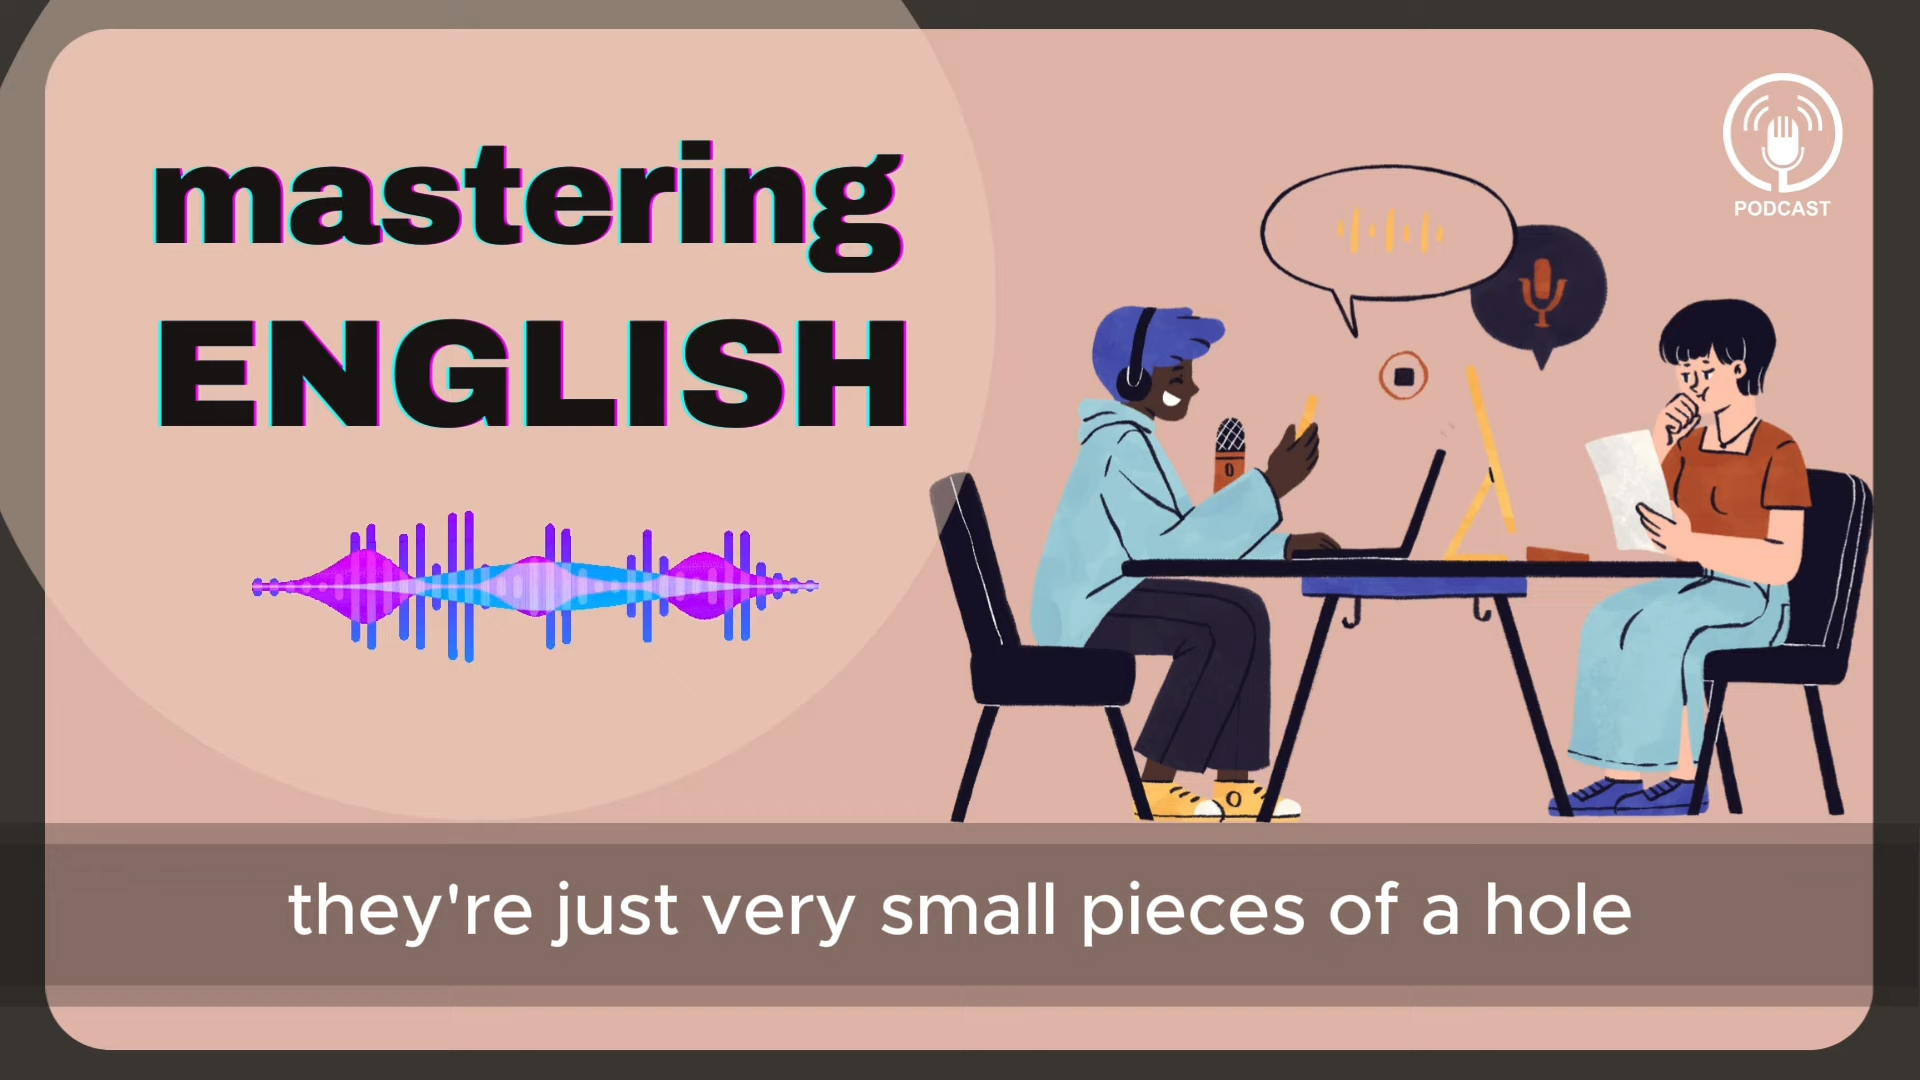 mastering
ENGLISH
PODCAST
they're just very small pieces of a hole